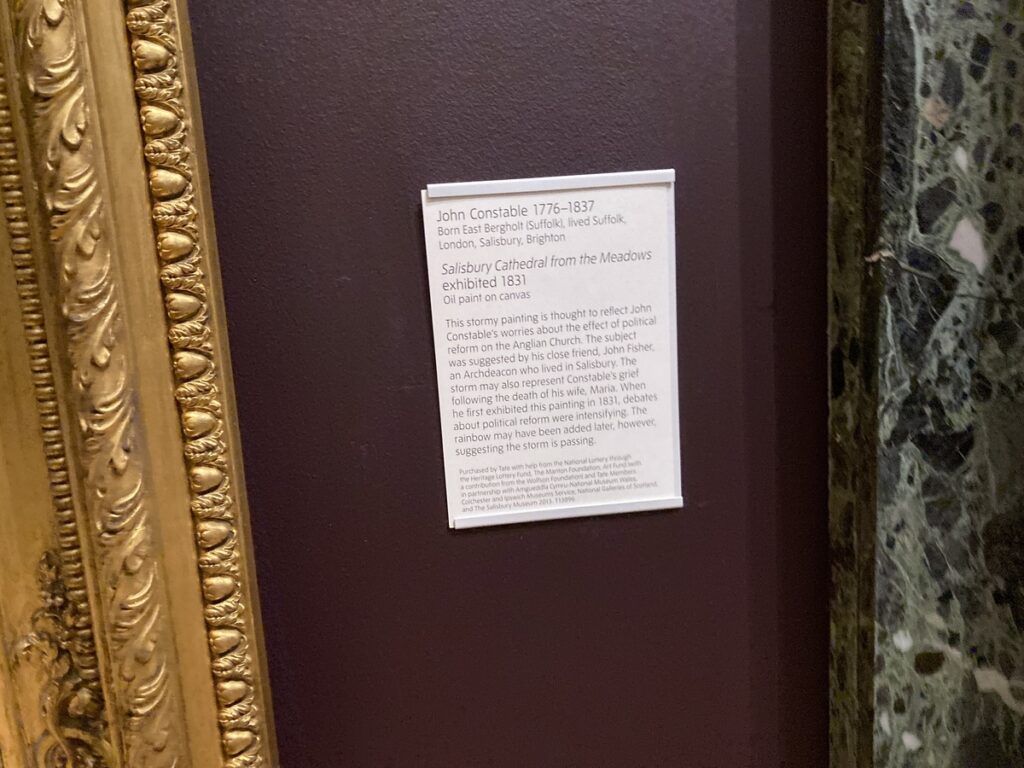 John Constable 1776–1837
Born East Bergholt (Suffolk), lived Suffolk,
London, Salisbury, Brighton
Salisbury Cathedral from the Meadows
exhibited 1831
Oil paint on canvas
This stormy painting is thought to reflect John
Constable's worries about the effect of political
reform on the Anglian Church. The subject
was suggested by his close friend, John Fisher,
an Archdeacon who lived in Salisbury. The
storm may also represent Constable's grief
following the death of his wife, Maria. When
he first exhibited this painting in 1831, debates
about political reform were intensifying. The
rainbow may have been added later, however,
suggesting the storm is passing.
Purchased by Tate with help from the National Lottery through
the Heritage Lottery Fund, The Manton Foundation, Art Fund (with
a contribution from the Wolfson Foundation) and Tate Members
in partnership with Amgueddfa Cymru-National Museum Wales,
Colchester and Ipswich Museums Service, National Galleries of Scotland,
and The Salisbury Museum 2013.